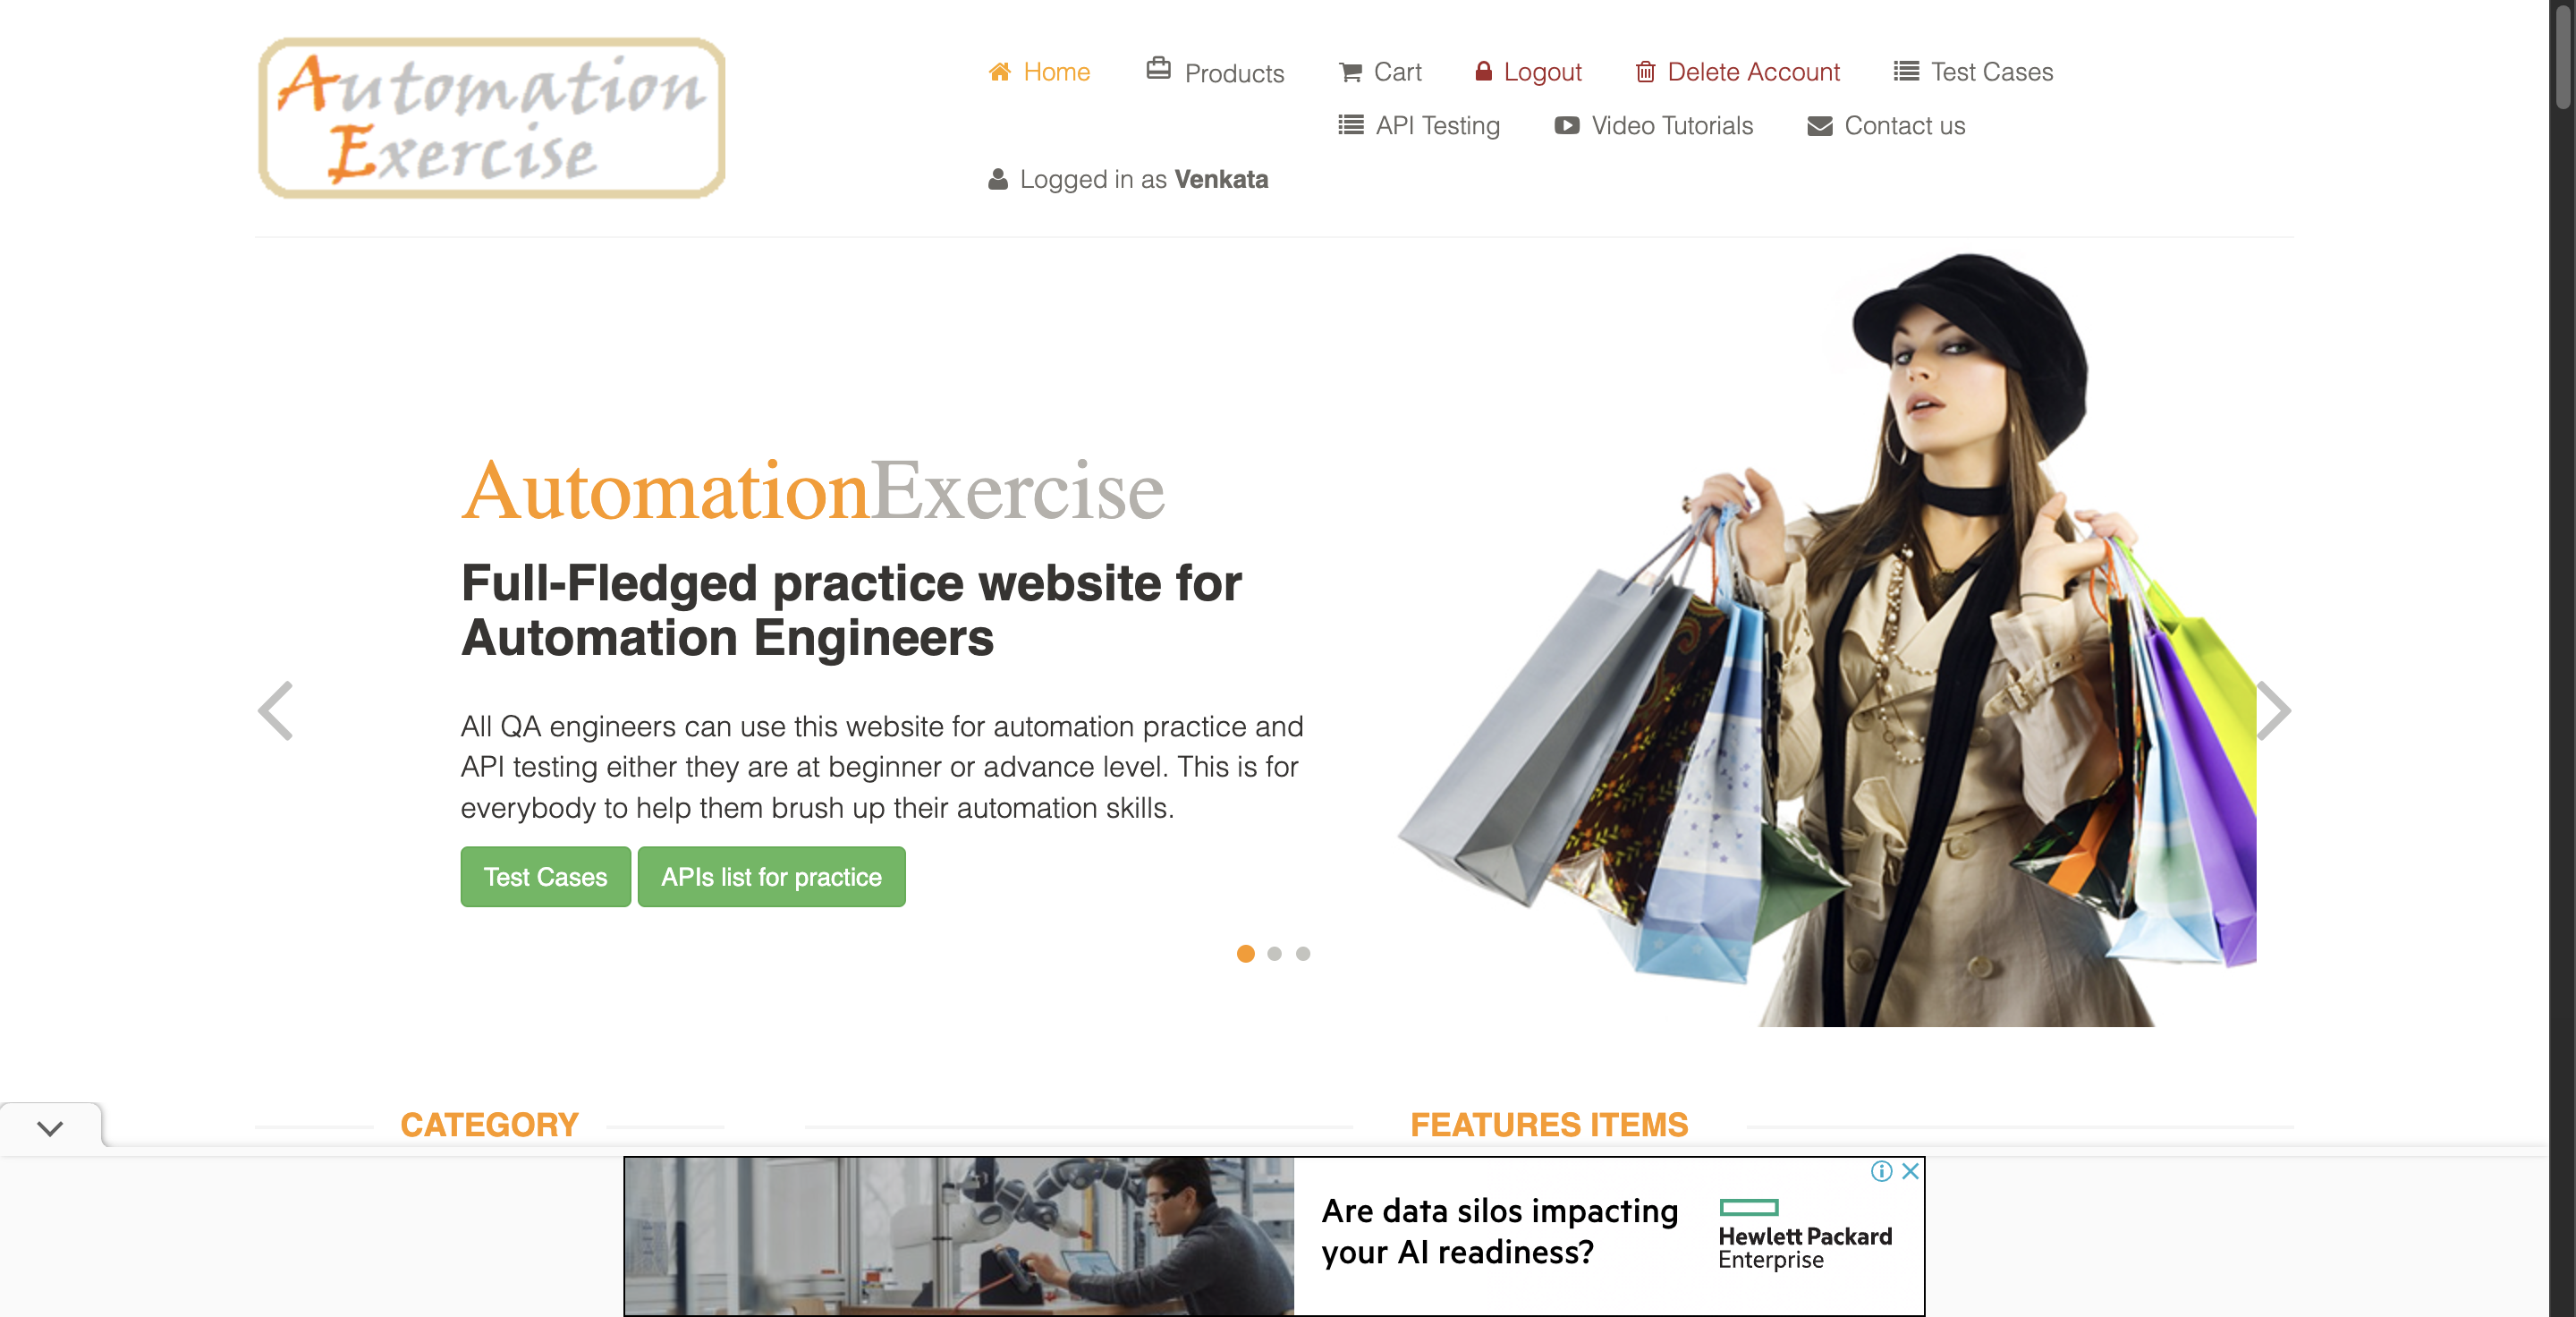 Automation
Exercise
Home Products Cart Logout Delete Account Test Cases
API Testing Video Tutorials Contact us
Logged in as Venkata
AutomationExercise
Full-Fledged practice website for
Automation Engineers
All QA engineers can use this website for automation practice and
API testing either they are at beginner or advance level. This is for
everybody to help them brush up their automation skills.
Test Cases APIs list for practice
CATEGORY FEATURES ITEMS
Are data silos impacting
your AI readiness?
Hewlett Packard
Enterprise